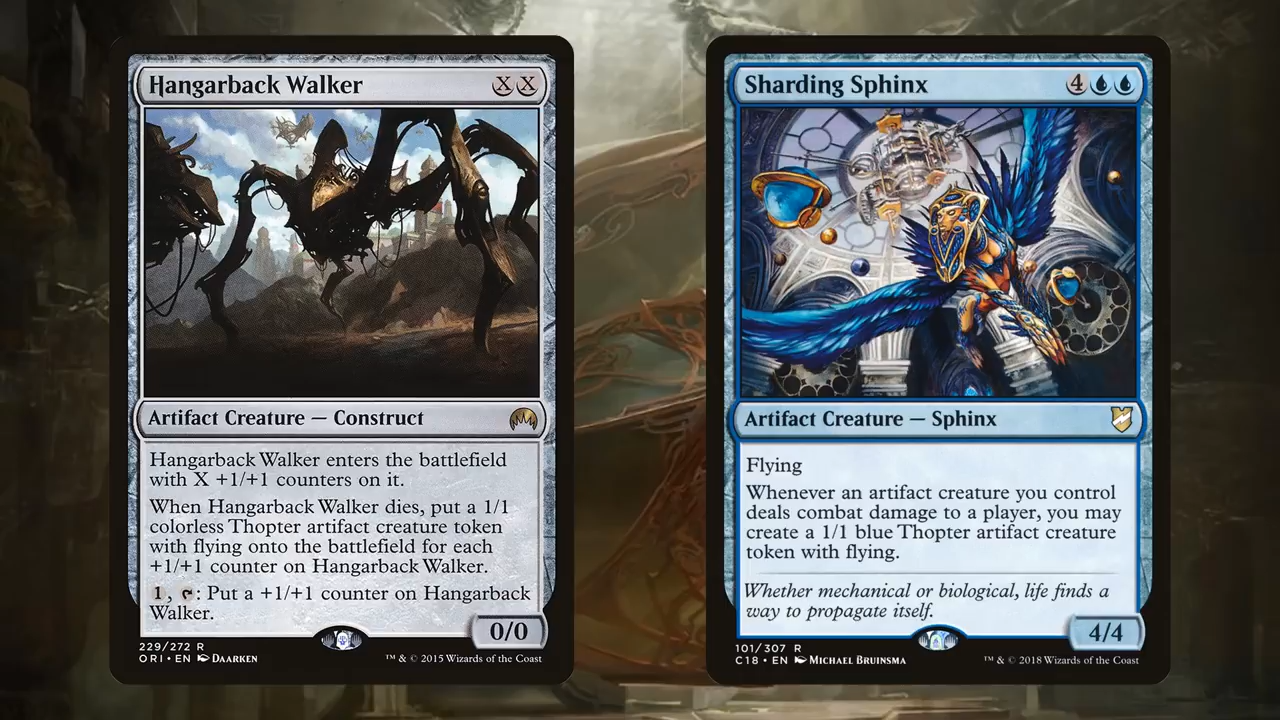 Hangarback Walker XX
Artifact Creature — Construct
Hangarback Walker enters the battlefield
with X +1/+1 counters on it.
When Hangarback Walker dies, put a 1/1
colorless Thopter artifact creature token
with flying onto the battlefield for each
+1/+1 counter on Hangarback Walker.
1, : Put a +1/+1 counter on Hangarback
Walker.
0/0
229/272 R
ORI • EN DAARKEN
™ & © 2015 Wizards of the Coast
Sharding Sphinx 4
Artifact Creature — Sphinx
Flying
Whenever an artifact creature you control
deals combat damage to a player, you may
create a 1/1 blue Thopter artifact creature
token with flying.
Whether mechanical or biological, life finds a
way to propagate itself.
4/4
101/307 R
C18 • EN MICHAEL BRUINSMA
™ & © 2018 Wizards of the Coast